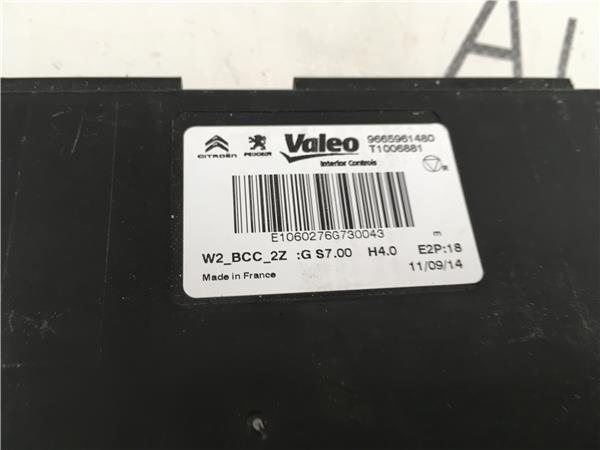 CITROËN PEUGEOT Valeo 9665961480
T1006881
Interior Controls
E1060276G730043 m
W2_BCC_2Z :G S7.00 H4.0 E2P:18
Made in France 11/09/14